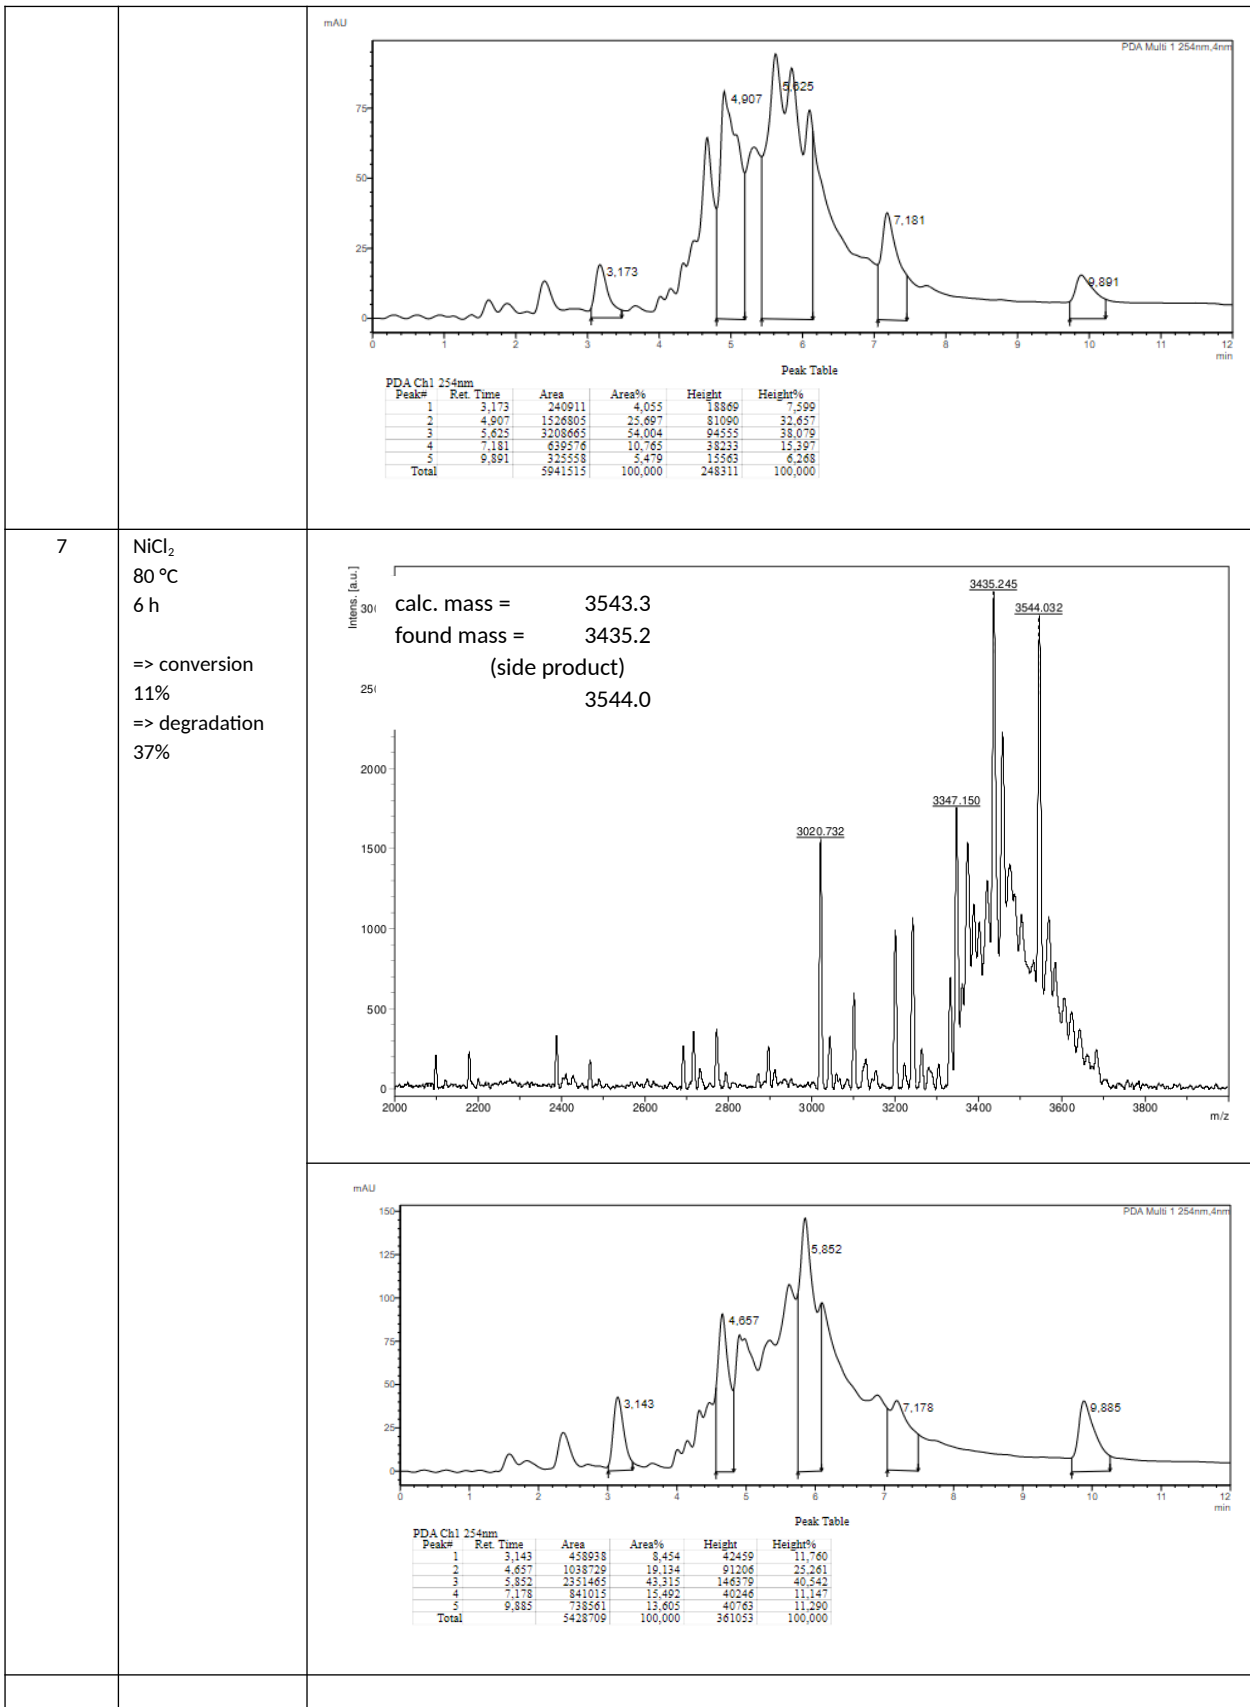 mAU
PDA Multi 1 254nm,4nm
75
50
25
0
3,173
4,907
5,625
7,181
9,891
0 1 2 3 4 5 6 7 8 9 10 11 12
min
Peak Table
PDA Ch1 254nm
Peak# Ret. Time Area Area% Height Height%
1 3,173 240911 4,055 18869 7,599
2 4,907 1526805 25,697 81090 32,657
3 5,625 3208665 54,004 94555 38,079
4 7,181 639576 10,765 38233 15,397
5 9,891 325558 5,479 15563 6,268
Total 5941515 100,000 248311 100,000
7
NiCl₂
80 °C
6 h
=> conversion
11%
=> degradation
37%
Intens. [a.u.]
calc. mass = 3543.3
found mass = 3435.2
(side product)
3544.0
3435.245
3544.032
3347.150
3020.732
2000
1500
1000
500
0
2000 2200 2400 2600 2800 3000 3200 3400 3600 3800
m/z
mAU
PDA Multi 1 254nm,4nm
150
125
100
75
50
25
0
3,143
4,657
5,852
7,178
9,885
0 1 2 3 4 5 6 7 8 9 10 11 12
min
Peak Table
PDA Ch1 254nm
Peak# Ret. Time Area Area% Height Height%
1 3,143 458938 8,454 42459 11,760
2 4,657 1038729 19,134 91206 25,261
3 5,852 2351465 43,315 146379 40,542
4 7,178 841015 15,492 40246 11,147
5 9,885 738561 13,605 40763 11,290
Total 5428709 100,000 361053 100,000